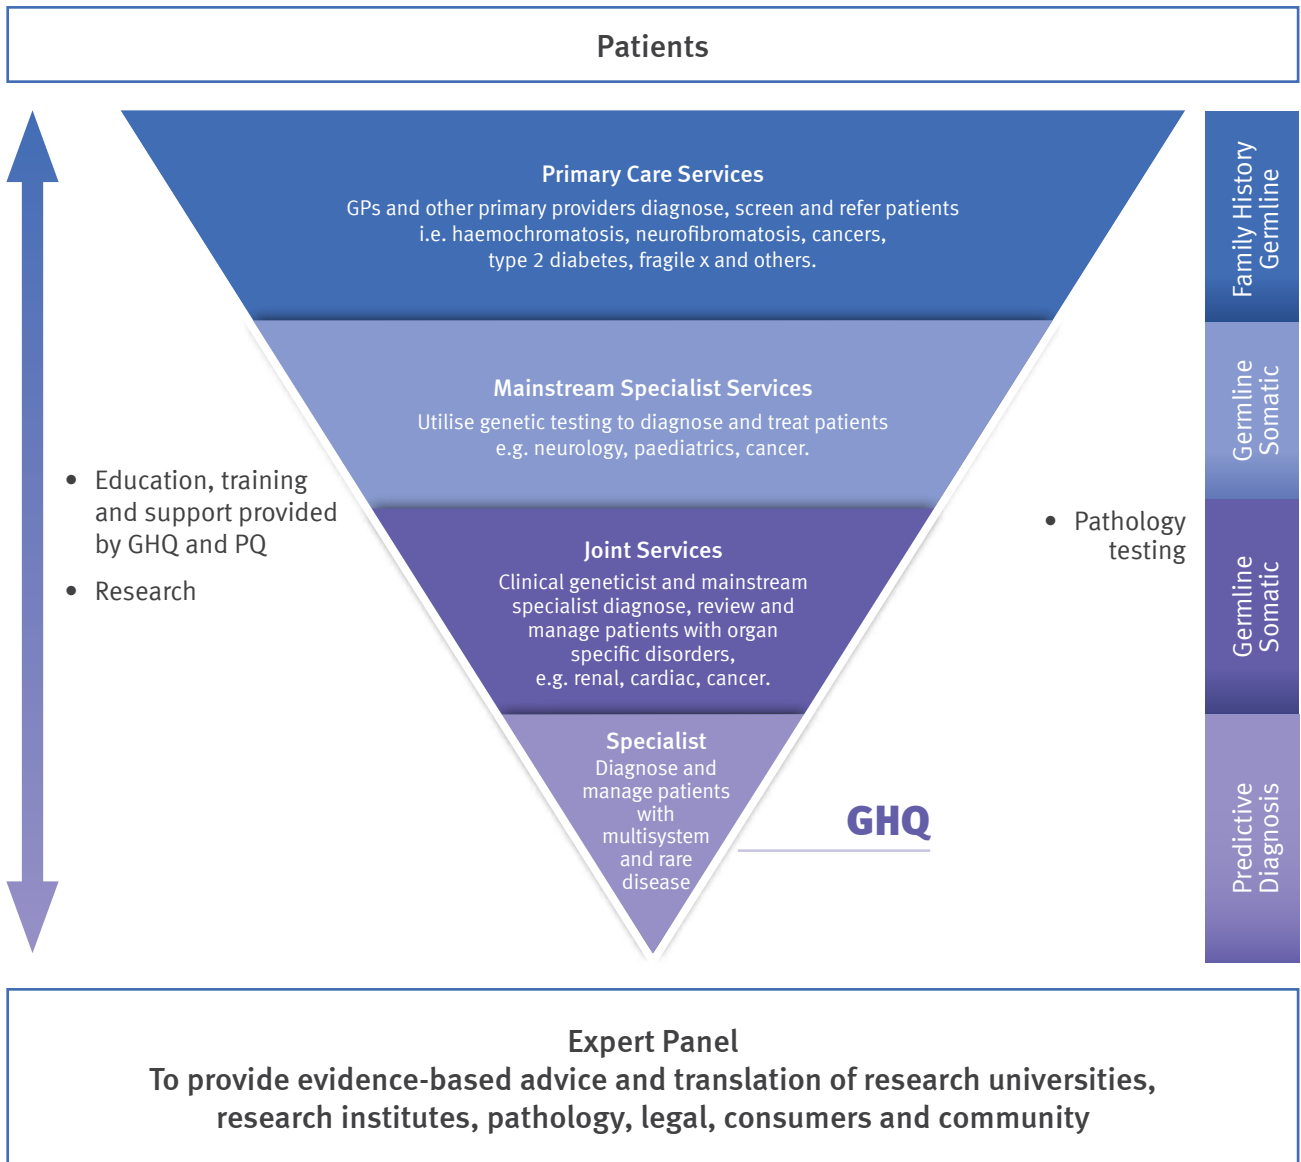 Patients
Primary Care Services
GPs and other primary providers diagnose, screen and refer patients
i.e. haemochromatosis, neurofibromatosis, cancers,
type 2 diabetes, fragile x and others.
Family History
Germline
Mainstream Specialist Services
Utilise genetic testing to diagnose and treat patients
e.g. neurology, paediatrics, cancer.
Germline
Somatic
• Education, training
and support provided
by GHQ and PQ
• Research
Joint Services
Clinical geneticist and mainstream
specialist diagnose, review and
manage patients with organ
specific disorders,
e.g. renal, cardiac, cancer.
• Pathology
testing
Germline
Somatic
Specialist
Diagnose and
manage patients
with
multisystem
and rare
disease
GHQ
Predictive
Diagnosis
Expert Panel
To provide evidence-based advice and translation of research universities,
research institutes, pathology, legal, consumers and community